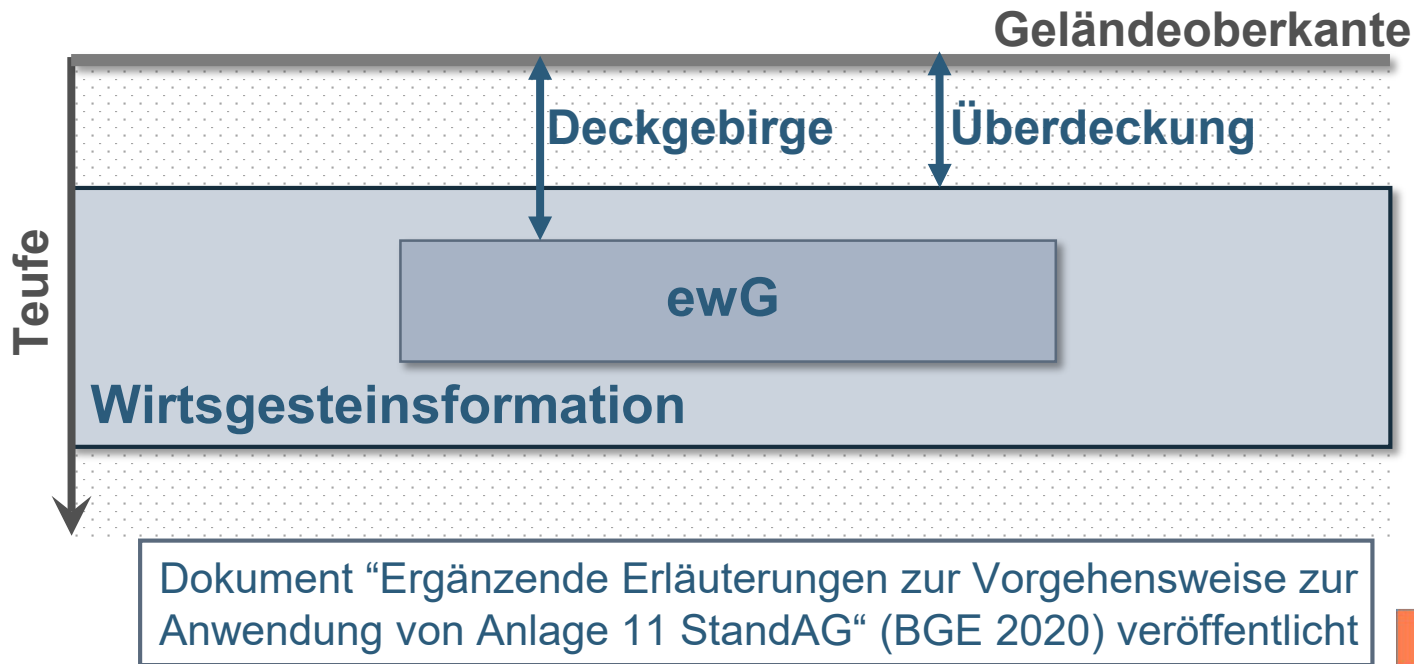 Geländeoberkante
Deckgebirge
Überdeckung
Teufe
ewG
Wirtsgesteinsformation
Dokument “Ergänzende Erläuterungen zur Vorgehensweise zur
Anwendung von Anlage 11 StandAG“ (BGE 2020) veröffentlicht